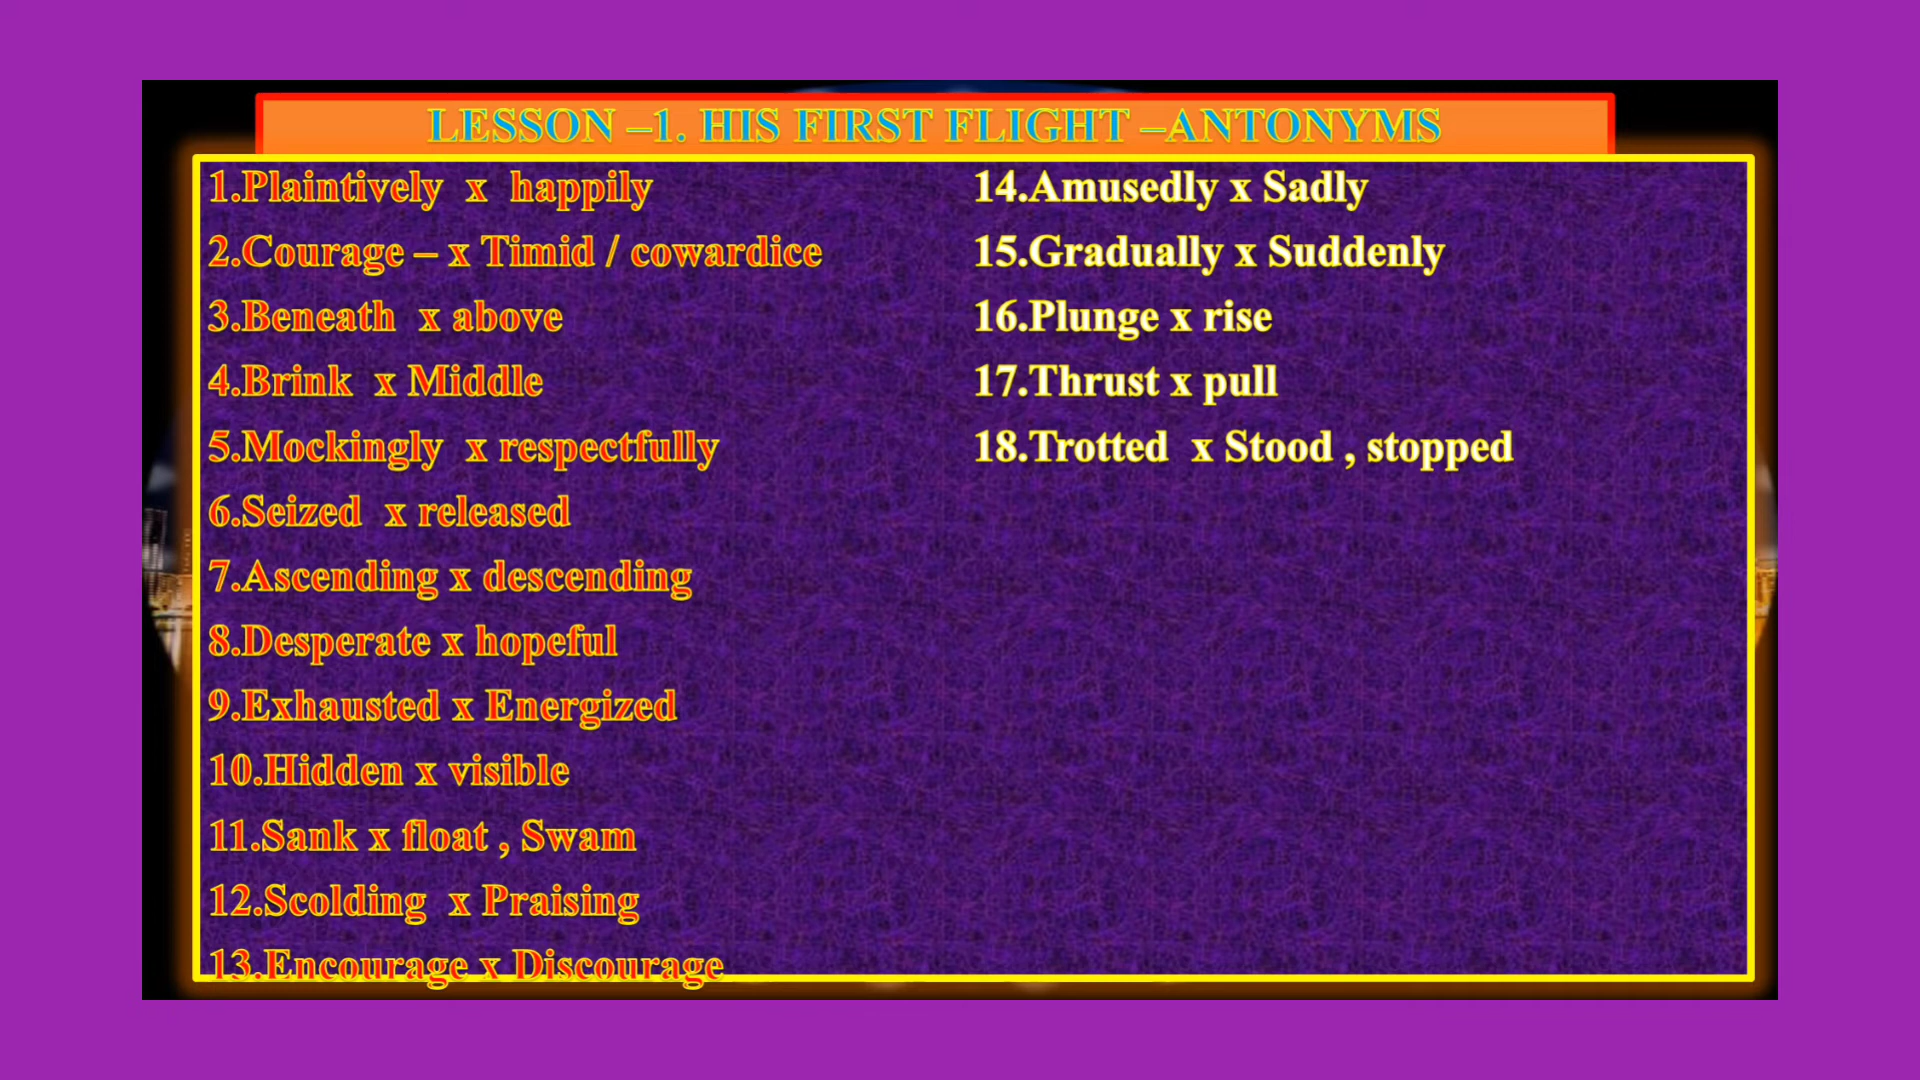 LESSON –1. HIS FIRST FLIGHT –ANTONYMS
1.Plaintively x happily
2.Courage – x Timid / cowardice
3.Beneath x above
4.Brink x Middle
5.Mockingly x respectfully
6.Seized x released
7.Ascending x descending
8.Desperate x hopeful
9.Exhausted x Energized
10.Hidden x visible
11.Sank x float , Swam
12.Scolding x Praising
13.Encourage x Discourage
14.Amusedly x Sadly
15.Gradually x Suddenly
16.Plunge x rise
17.Thrust x pull
18.Trotted x Stood , stopped